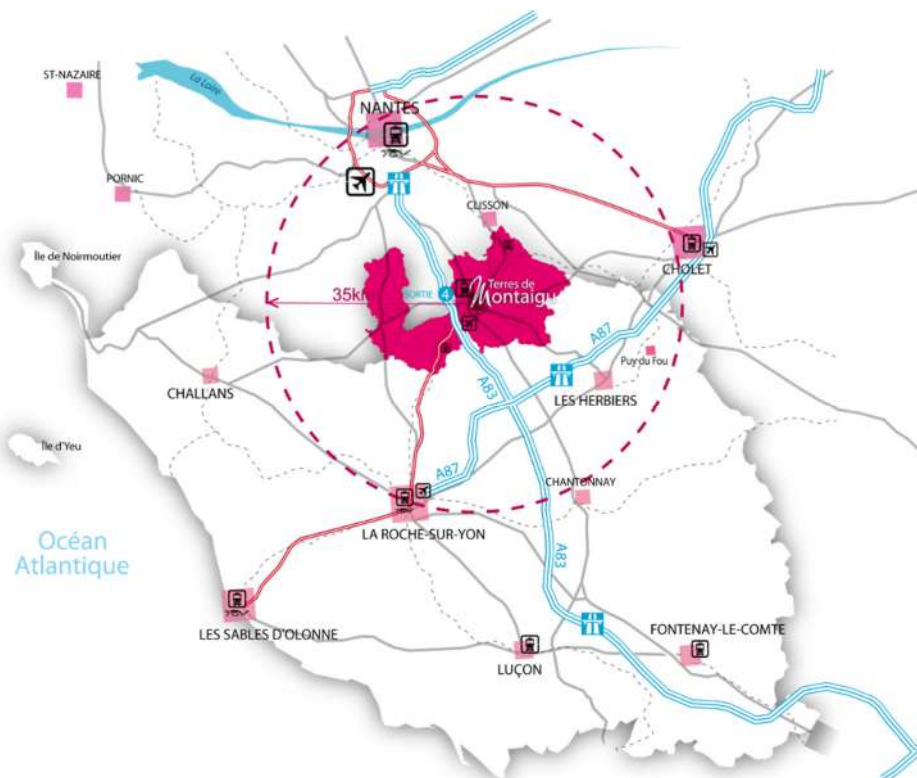 ST-NAZAIRE
La Loire
NANTES
PORNIC
CLISSON
CHOLET
Île de Noirmoutier
35km
SORTIE 4
Terres de
Montaigu
A87
Puy du Fou
CHALLANS
A83
LES HERBIERS
Île d'Yeu
A87
CHANTONNAY
LA ROCHE-SUR-YON
Océan
Atlantique
A83
LES SABLES D'OLONNE
FONTENAY-LE-COMTE
LUÇON